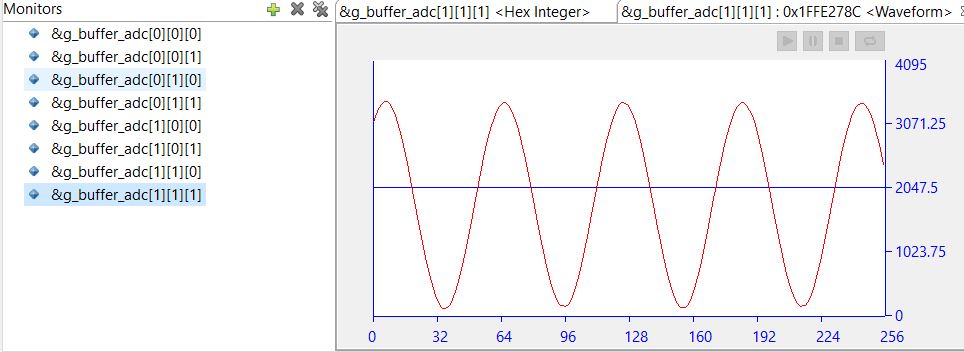 Monitors
&g_buffer_adc[0][0][0]
&g_buffer_adc[0][0][1]
&g_buffer_adc[0][1][0]
&g_buffer_adc[0][1][1]
&g_buffer_adc[1][0][0]
&g_buffer_adc[1][0][1]
&g_buffer_adc[1][1][0]
&g_buffer_adc[1][1][1]
&g_buffer_adc[1][1][1] <Hex Integer>
&g_buffer_adc[1][1][1] : 0x1FFE278C <Waveform>
4095
3071.25
2047.5
1023.75
0
0 32 64 96 128 160 192 224 256